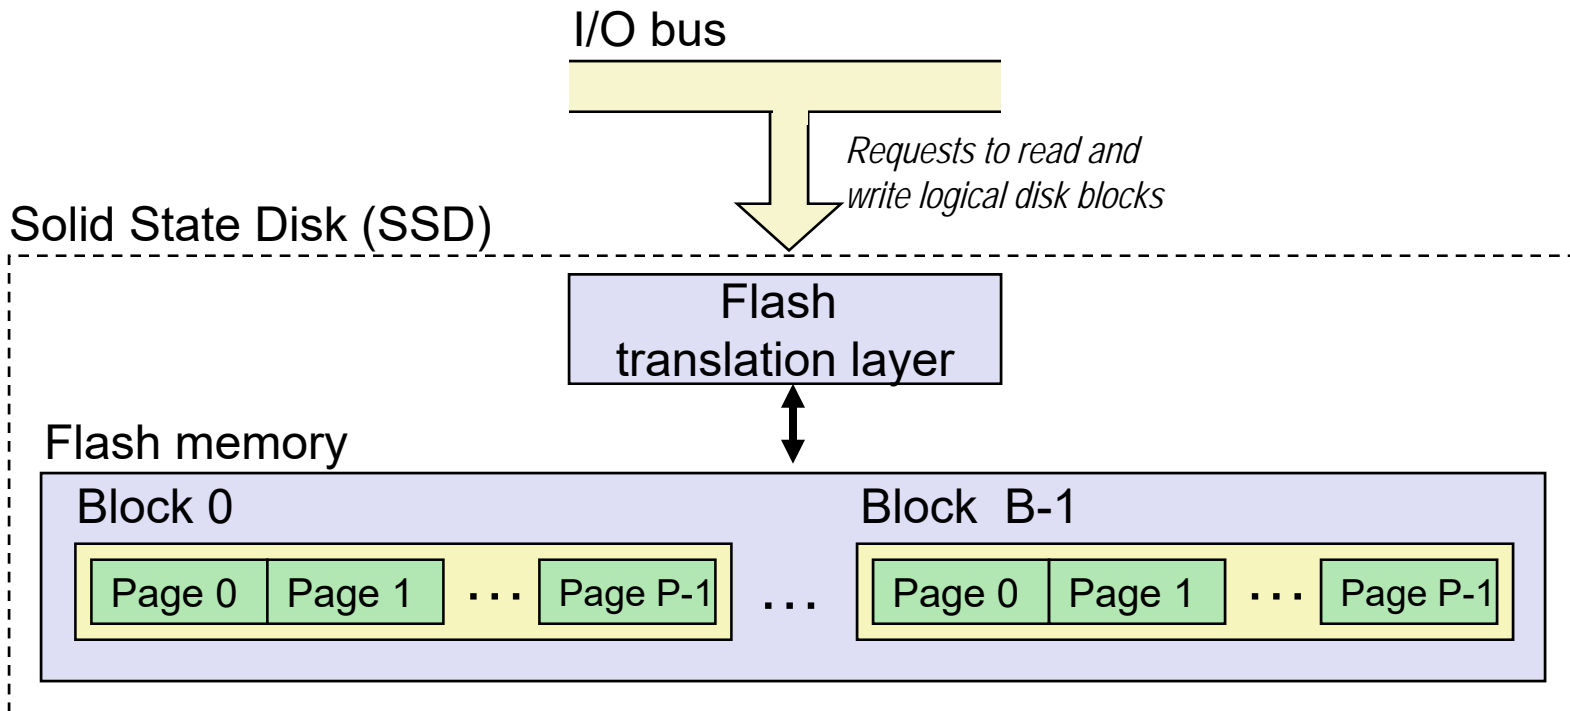 I/O bus
Requests to read and
write logical disk blocks
Solid State Disk (SSD)
Flash
translation layer
Flash memory
Block 0
Block B-1
Page 0 Page 1 ... Page P-1 ... Page 0 Page 1 ... Page P-1